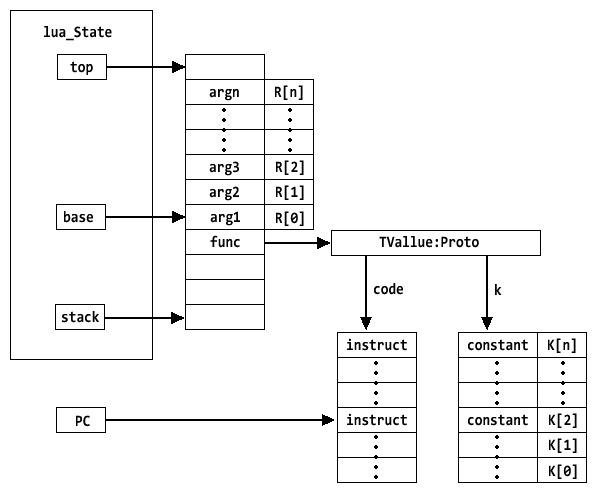 lua_State
top
argn R[n]
arg3 R[2]
arg2 R[1]
base arg1 R[0]
func TVallue:Proto
code k
stack
instruct constant K[n]
PC instruct constant K[2]
K[1]
K[0]